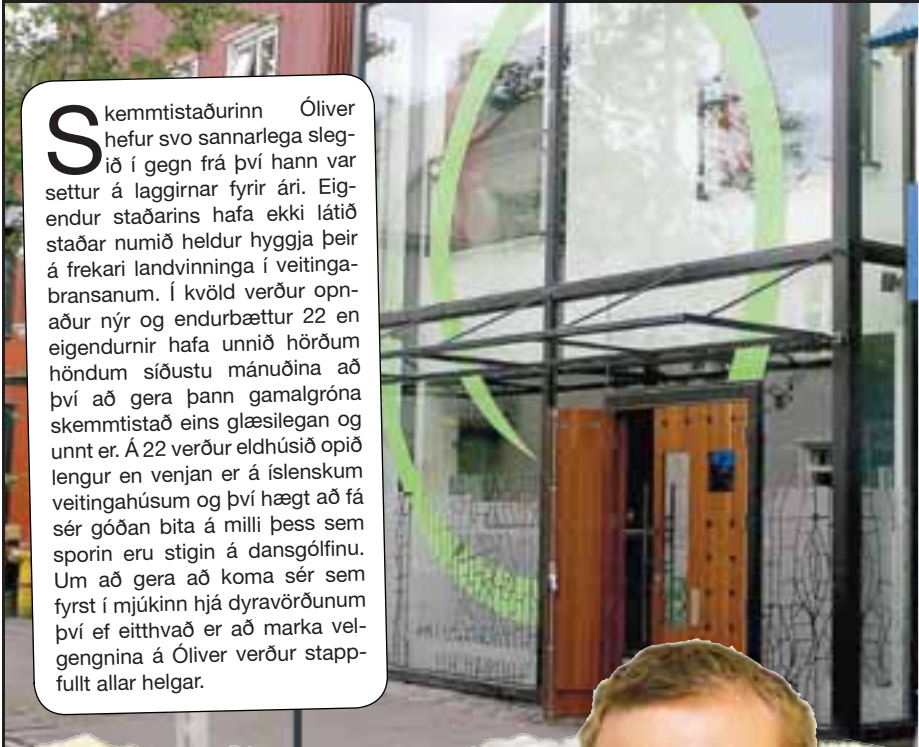 Skemmtistaðurinn Óliver
hefur svo sannarlega sleg-
ið í gegn frá því hann var
settur á laggirnar fyrir ári. Eig-
endur staðarins hafa ekki látið
staðar numið heldur hyggja þeir
á frekari landvinninga í veitinga-
bransanum. Í kvöld verður opn-
aður nýr og endurbættur 22 en
eigendurnir hafa unnið hörðum
höndum síðustu mánuðina að
því að gera þann gamalgróna
skemmtistað eins glæsilegan og
unnt er. Á 22 verður eldhúsið opið
lengur en venjan er á íslenskum
veitingahúsum og því hægt að fá
sér góðan bita á milli þess sem
sporin eru stigin á dansgólfinu.
Um að gera að koma sér sem
fyrst í mjúkinn hjá dyravörðunum
því ef eitthvað er að marka vel-
gengnina á Óliver verður stapp-
fullt allar helgar.